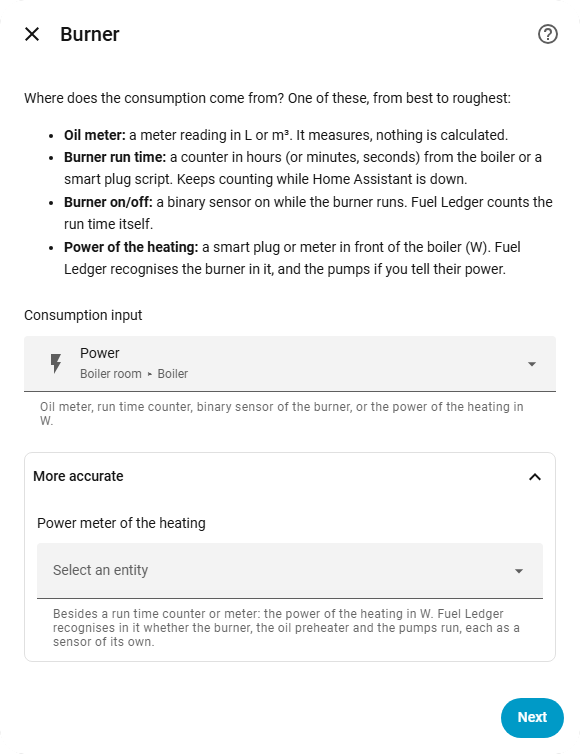 Burner
Where does the consumption come from? One of these, from best to roughest:
• Oil meter: a meter reading in L or m³. It measures, nothing is calculated.
• Burner run time: a counter in hours (or minutes, seconds) from the boiler or a
smart plug script. Keeps counting while Home Assistant is down.
• Burner on/off: a binary sensor on while the burner runs. Fuel Ledger counts the
run time itself.
• Power of the heating: a smart plug or meter in front of the boiler (W). Fuel
Ledger recognises the burner in it, and the pumps if you tell their power.
Consumption input
Power
Boiler room ▸ Boiler
Oil meter, run time counter, binary sensor of the burner, or the power of the heating in
W.
More accurate
Power meter of the heating
Select an entity
Besides a run time counter or meter: the power of the heating in W. Fuel Ledger
recognises in it whether the burner, the oil preheater and the pumps run, each as a
sensor of its own.
Next